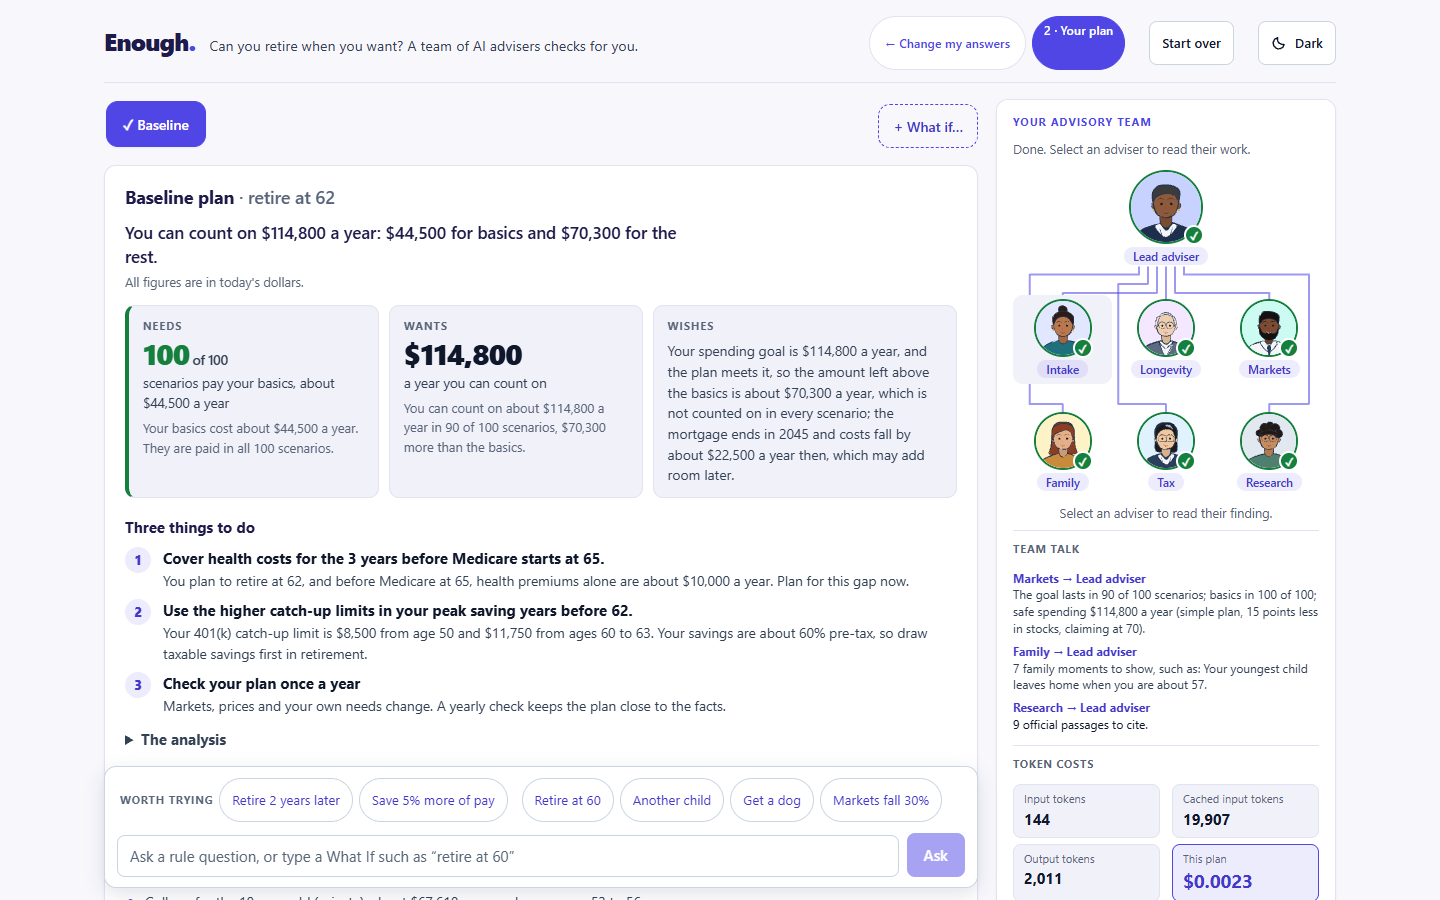 Enough.
Can you retire when you want? A team of AI advisers checks for you.
← Change my answers
2 · Your plan
Start over
Dark
✓ Baseline
+ What if...
Baseline plan · retire at 62
You can count on $114,800 a year: $44,500 for basics and $70,300 for the
rest.
All figures are in today's dollars.
NEEDS
100 of 100
scenarios pay your basics, about
$44,500 a year
Your basics cost about $44,500 a year.
They are paid in all 100 scenarios.
WANTS
$114,800
a year you can count on
You can count on about $114,800 a
year in 90 of 100 scenarios, $70,300
more than the basics.
WISHES
Your spending goal is $114,800 a year, and
the plan meets it, so the amount left above
the basics is about $70,300 a year, which is
not counted on in every scenario; the
mortgage ends in 2045 and costs fall by
about $22,500 a year then, which may add
room later.
Three things to do
1
Cover health costs for the 3 years before Medicare starts at 65.
You plan to retire at 62, and before Medicare at 65, health premiums alone are about $10,000 a year. Plan for this gap now.
2
Use the higher catch-up limits in your peak saving years before 62.
Your 401(k) catch-up limit is $8,500 from age 50 and $11,750 from ages 60 to 63. Your savings are about 60% pre-tax, so draw
taxable savings first in retirement.
3
Check your plan once a year
Markets, prices and your own needs change. A yearly check keeps the plan close to the facts.
▶ The analysis
WORTH TRYING
Retire 2 years later
Save 5% more of pay
Retire at 60
Another child
Get a dog
Markets fall 30%
Ask a rule question, or type a What If such as “retire at 60”
Ask
YOUR ADVISORY TEAM
Done. Select an adviser to read their work.
Lead adviser
Intake
Longevity
Markets
Family
Tax
Research
Select an adviser to read their finding.
TEAM TALK
Markets → Lead adviser
The goal lasts in 90 of 100 scenarios; basics in 100 of 100;
safe spending $114,800 a year (simple plan, 15 points less
in stocks, claiming at 70).
Family → Lead adviser
7 family moments to show, such as: Your youngest child
leaves home when you are about 57.
Research → Lead adviser
9 official passages to cite.
TOKEN COSTS
Input tokens
144
Cached input tokens
19,907
Output tokens
2,011
This plan
$0.0023